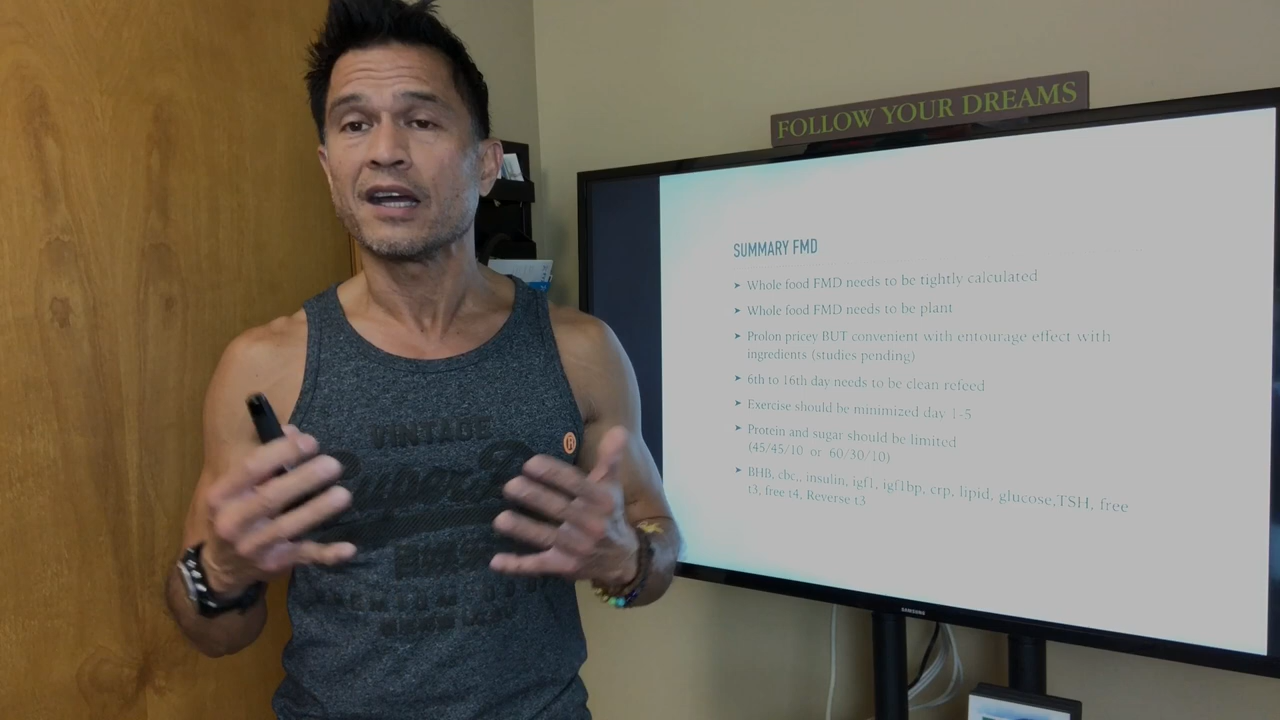 FOLLOW YOUR DREAMS
SUMMARY FMD
➤ Whole food FMD needs to be tightly calculated
➤ Whole food FMD needs to be plant
➤ Prolon pricey BUT convenient with entourage effect with
ingredients (studies pending)
➤ 6th to 16th day needs to be clean refeed
➤ Exercise should be minimized day 1-5
➤ Protein and sugar should be limited
(45/45/10 or 60/30/10)
➤ BHB, cbc,, insulin, igf1, igf1bp, crp, lipid, glucose,TSH, free
t3, free t4, Reverse t3
SAMSUNG
VINTAGE